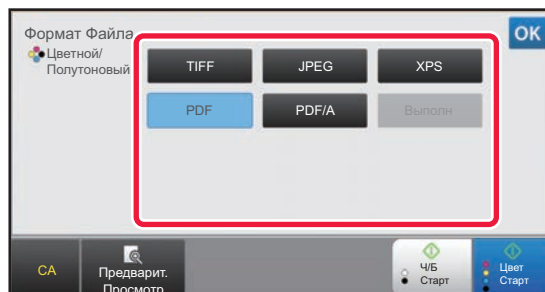 Формат Файла
OK
Цветной/
Полутоновый
TIFF
JPEG
XPS
PDF
PDF/A
Выполн
CA
Предварит.
Просмотр
Ч/Б
Старт
Цвет
Старт